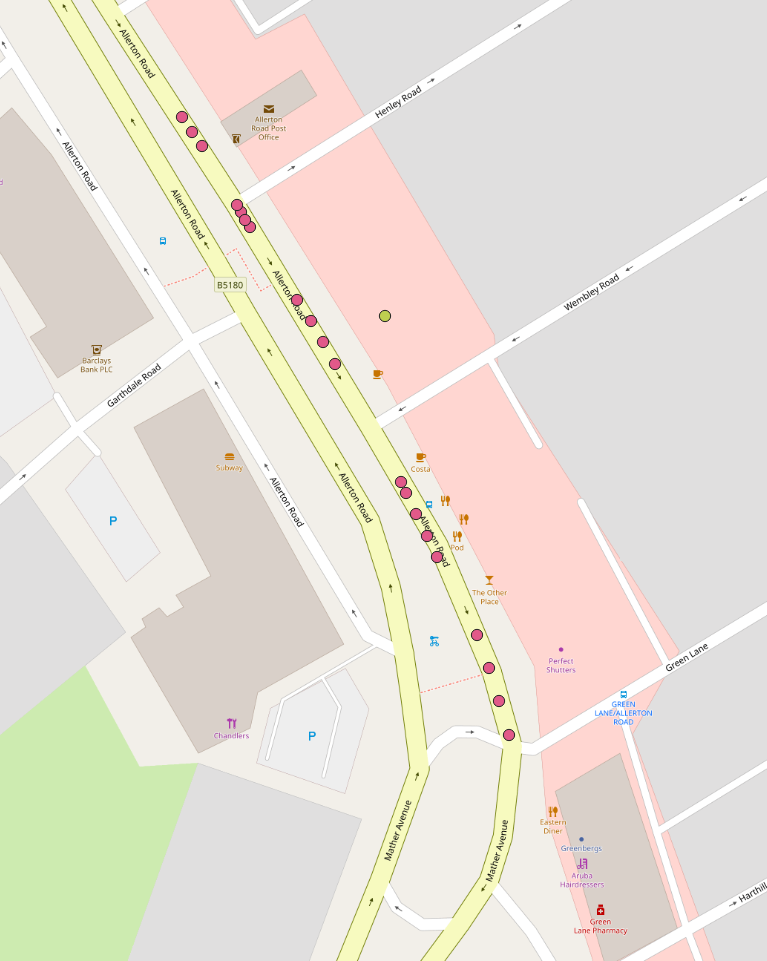 Allerton Road
Allerton
Road Post
Office
Henley Road
Allerton Road
Allerton Road
B5180
Allerton Road
Wembley Road
Barclays
Bank PLC
Garthdale Road
Subway
Costa
Allerton Road
Allerton Road
Allerton Road
Pod
P
The Other
Place
Perfect
Shutters
Green Lane
GREEN
LANE/ALLERTON
ROAD
Chandlers
P
Mather Avenue
Mather Avenue
Eastern
Diner
Greenbergs
Aruba
Hairdressers
Green
Lane Pharmacy
Harthill